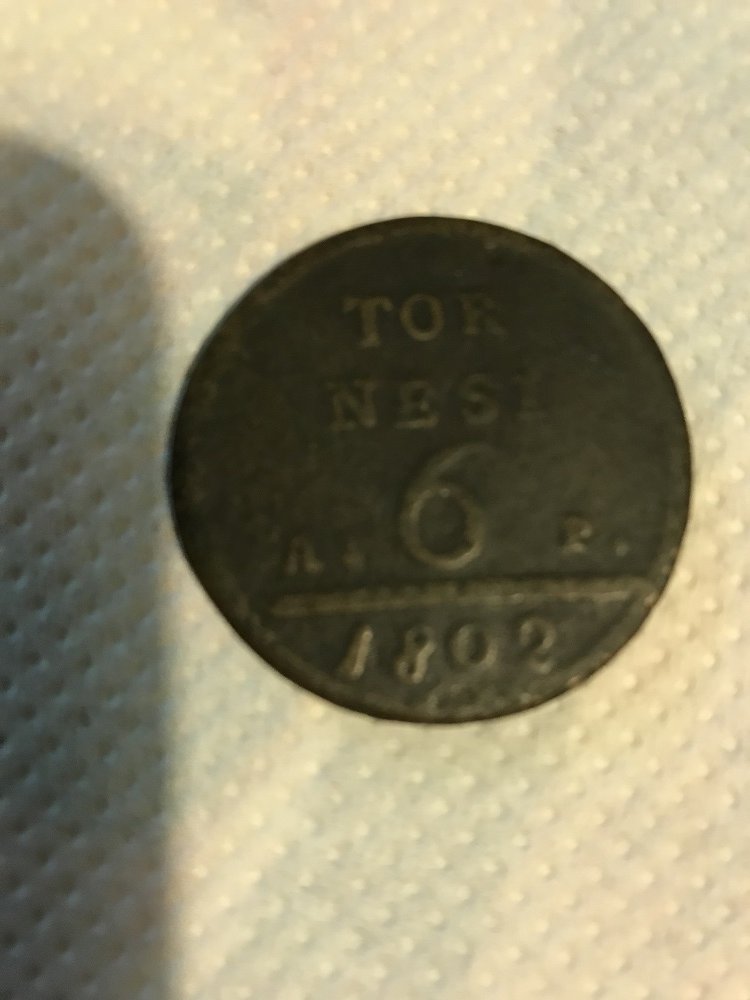 TOR
NESI
6
A. P.
1802